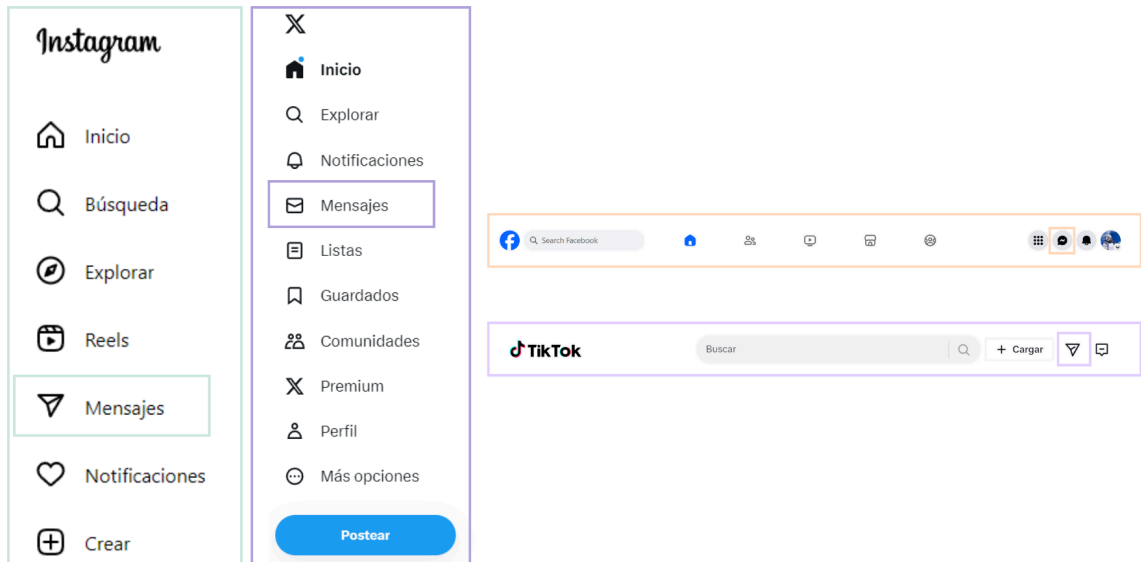 Instagram
Inicio
Búsqueda
Explorar
Reels
Mensajes
Notificaciones
Crear
Inicio
Explorar
Notificaciones
Mensajes
Listas
Guardados
Comunidades
Premium
Perfil
Más opciones
Postear
Search Facebook
TikTok
Buscar
+ Cargar